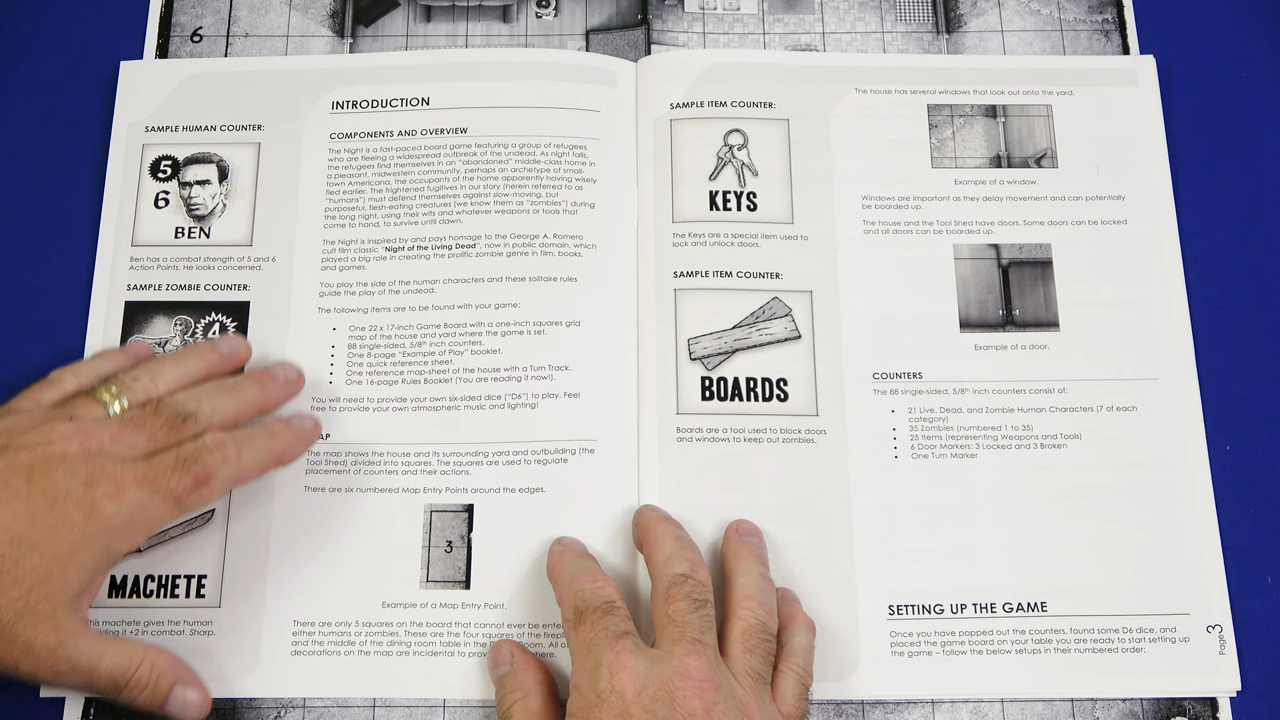 6
SAMPLE HUMAN COUNTER:
5
6
BEN
Ben has a combat strength of 5 and 6
Action Points. He looks concerned.
SAMPLE ZOMBIE COUNTER:
4
MACHETE
This machete gives the human
it +2 in combat. Sharp.
INTRODUCTION
COMPONENTS AND OVERVIEW
The Night is a fast-paced board game featuring a group of refugees
who are fleeing a widespread outbreak of the undead. As night falls,
the refugees find themselves in an "abandoned" middle-class home in
a pleasant, midwestern community, perhaps an archetype of small-
town Americana, the occupants of the home apparently having wisely
fled earlier. The frightened fugitives in our story (herein referred to as
"humans") must defend themselves against slow-moving, but
purposeful, flesh-eating creatures (we know them as "zombies") during
the long night, using their wits and whatever weapons or tools that
come to hand, to survive until dawn.
The Night is inspired by and pays homage to the George A. Romero
cult film classic "Night of the Living Dead", now in public domain, which
played a big role in creating the prolific zombie genre in film, books,
and games.
You play the side of the human characters and these solitaire rules
guide the play of the undead.
The following items are to be found with your game:
• One 22 x 17-inch Game Board with a one-inch squares grid
map of the house and yard where the game is set.
• 88 single-sided, 5/8th inch counters.
• One 8-page "Example of Play" booklet.
• One quick reference sheet.
• One reference map-sheet of the house with a Turn Track.
• One 16-page Rules Booklet (You are reading it now!).
You will need to provide your own six-sided dice ("D6") to play. Feel
free to provide your own atmospheric music and lighting!
AP
The map shows the house and its surrounding yard and outbuilding (the
Tool Shed) divided into squares. The squares are used to regulate
placement of counters and their actions.
There are six numbered Map Entry Points around the edges.
3
Example of a Map Entry Point.
There are only 5 squares on the board that cannot ever be ente
either humans or zombies. These are the four squares of the firep
and the middle of the dining room table in the D Room. All o
decorations on the map are incidental to prov here.
SAMPLE ITEM COUNTER:
KEYS
The Keys are a special item used to
lock and unlock doors.
SAMPLE ITEM COUNTER:
BOARDS
Boards are a tool used to block doors
and windows to keep out zombies.
The house has several windows that look out onto the yard.
Example of a window.
Windows are important as they delay movement and can potentially
be boarded up.
The house and the Tool Shed have doors. Some doors can be locked
and all doors can be boarded up.
Example of a door.
COUNTERS
The 88 single-sided, 5/8th inch counters consist of:
• 21 Live, Dead, and Zombie Human Characters (7 of each
category)
• 35 Zombies (numbered 1 to 35)
• 25 Items (representing Weapons and Tools)
• 6 Door Markers: 3 Locked and 3 Broken
• One Turn Marker
SETTING UP THE GAME
Once you have popped out the counters, found some D6 dice, and
placed the game board on your table you are ready to start setting up
the game – follow the below setups in their numbered order:
Page 3